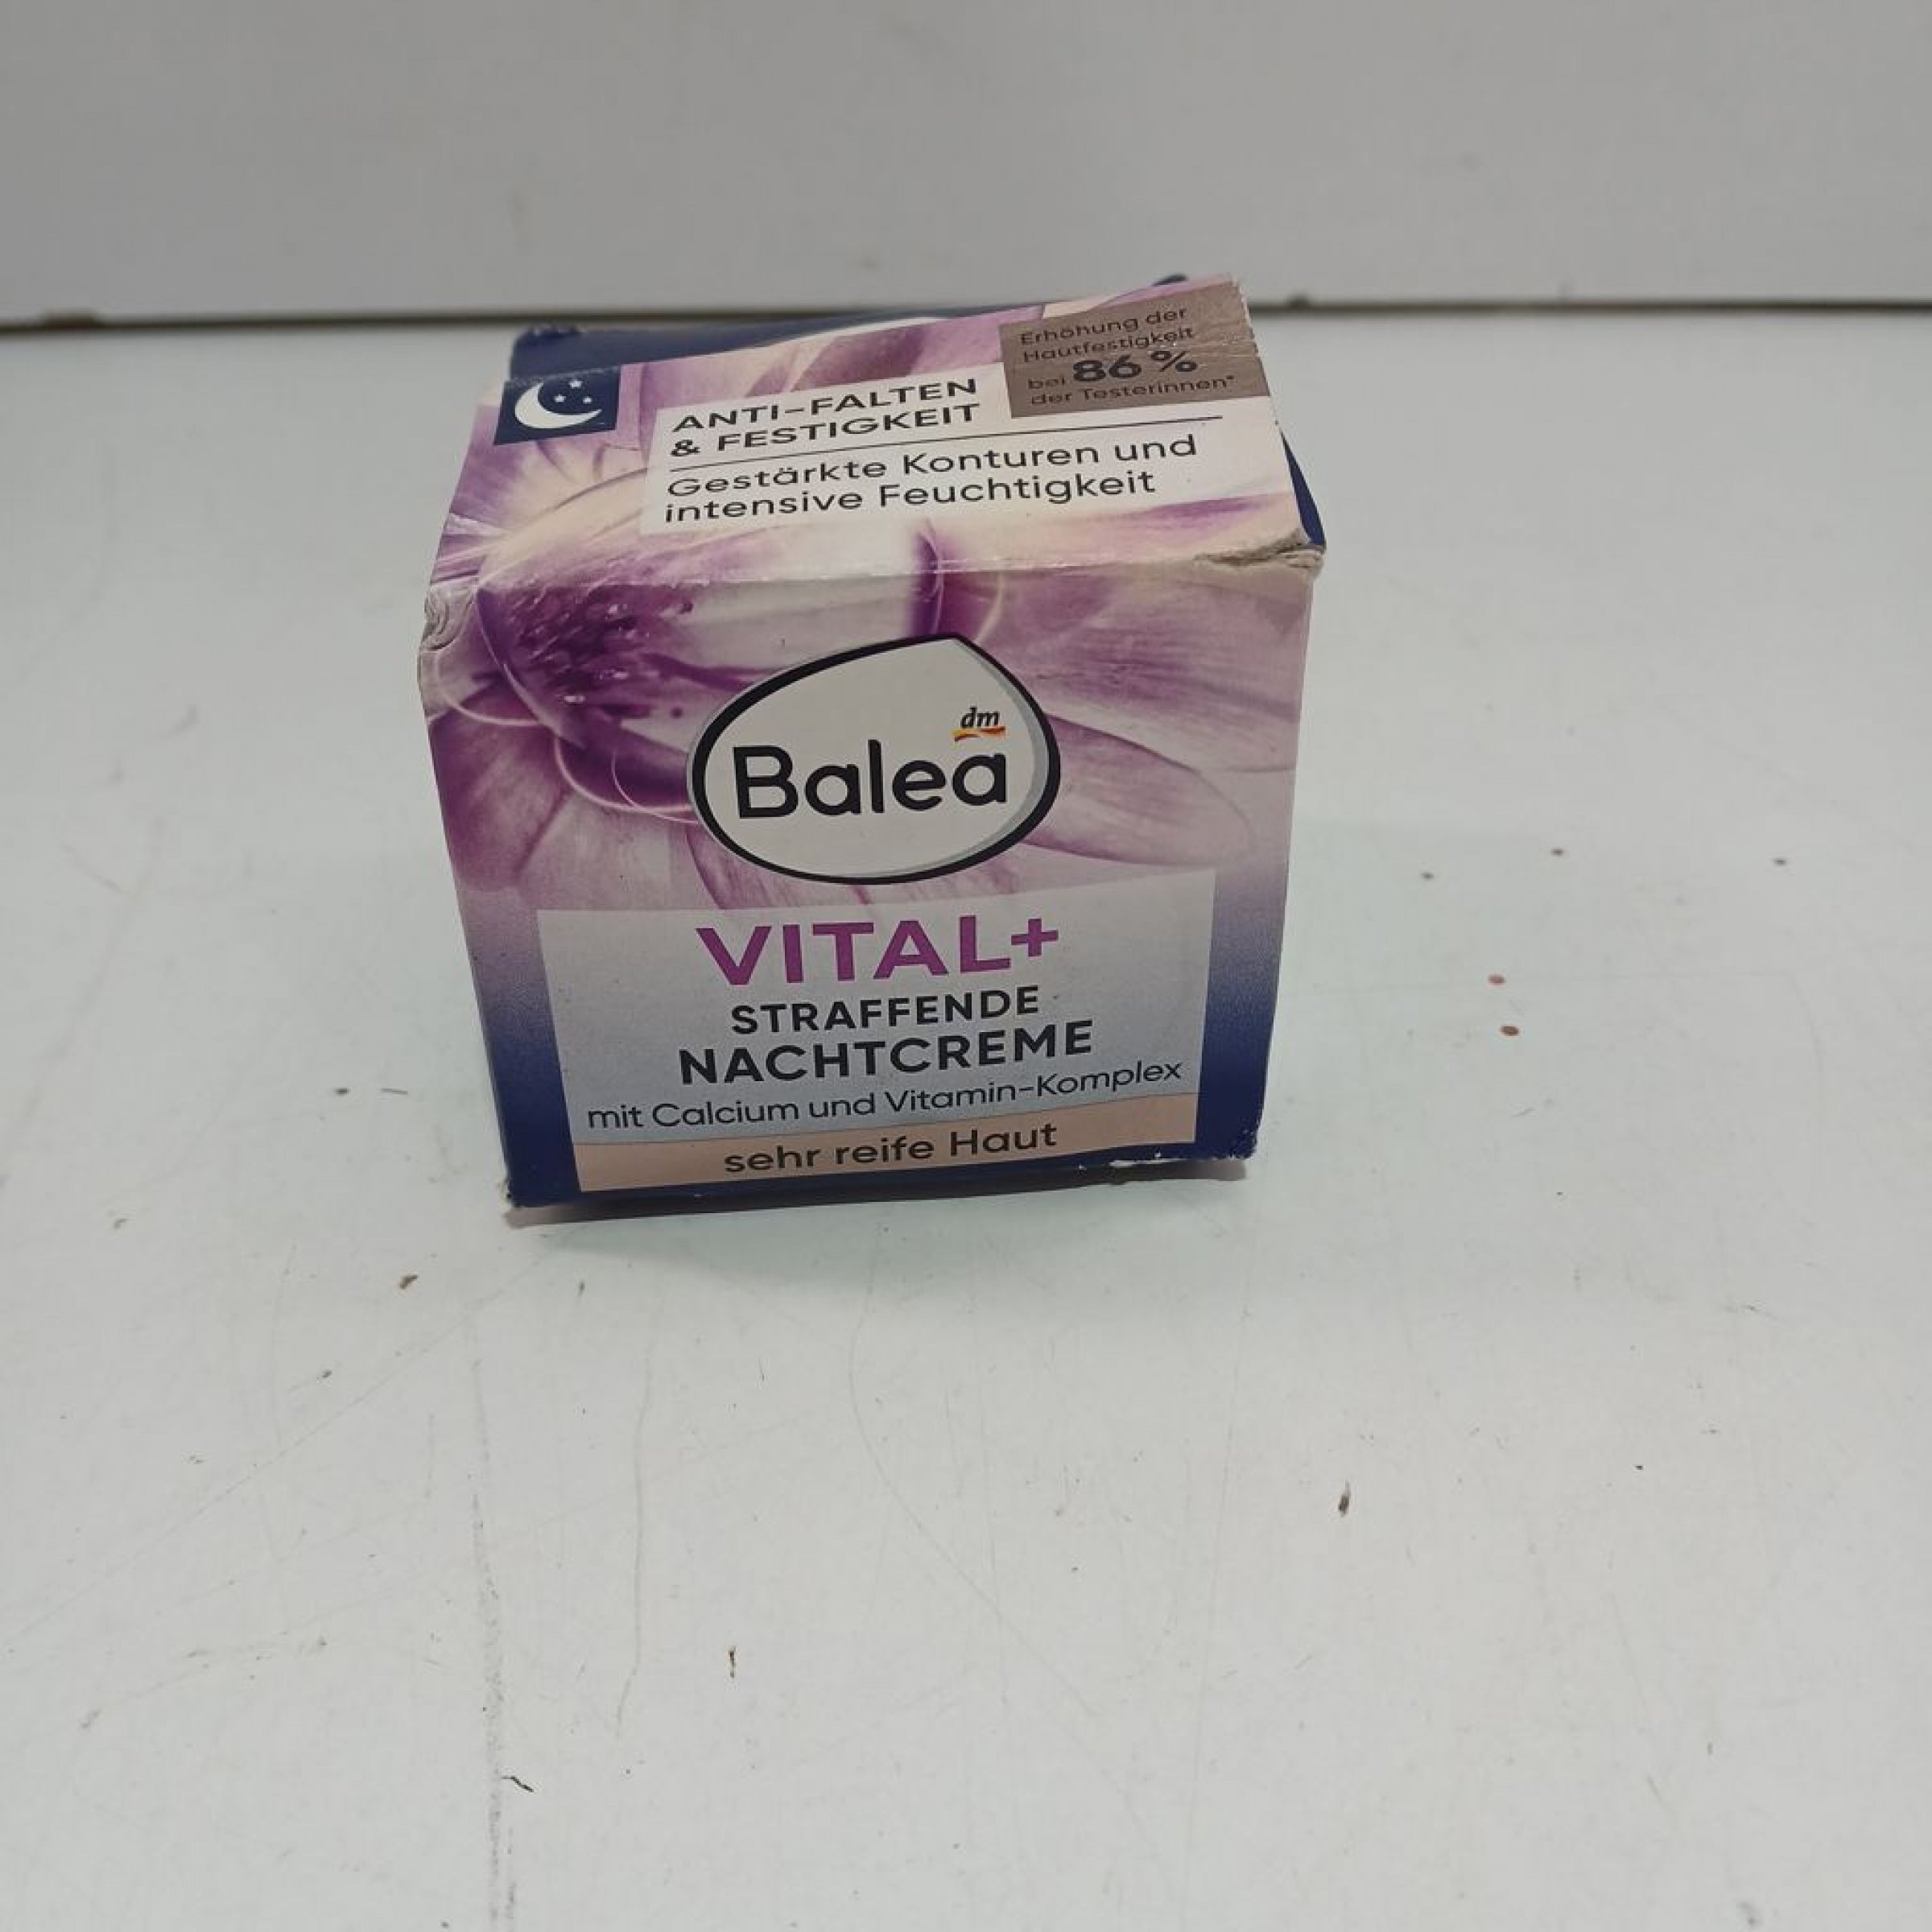 ANTI-FALTEN
& FESTIGKEIT
Gestärkte Konturen und
intensive Feuchtigkeit
Erhöhung der
Hautfestigkeit
bei 86 %
der Testerinnen*
dm
Balea
VITAL+
STRAFFENDE
NACHTCREME
mit Calcium und Vitamin-Komplex
sehr reife Haut